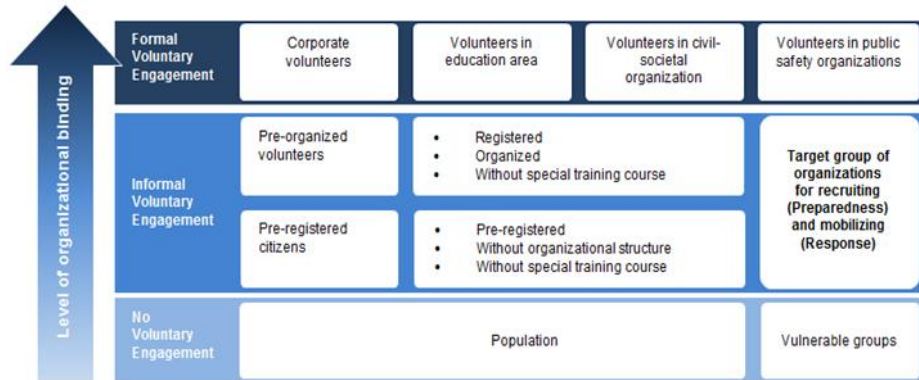 Level of organizational binding
Formal
Voluntary
Engagement
Corporate
volunteers
Volunteers in
education area
Volunteers in civil-
societal
organization
Volunteers in public
safety organizations
Informal
Voluntary
Engagement
Pre-organized
volunteers
• Registered
• Organized
• Without special training course
Pre-registered
citizens
• Pre-registered
• Without organizational structure
• Without special training course
Target group of
organizations
for recruiting
(Preparedness)
and mobilizing
(Response)
No
Voluntary
Engagement
Population
Vulnerable groups